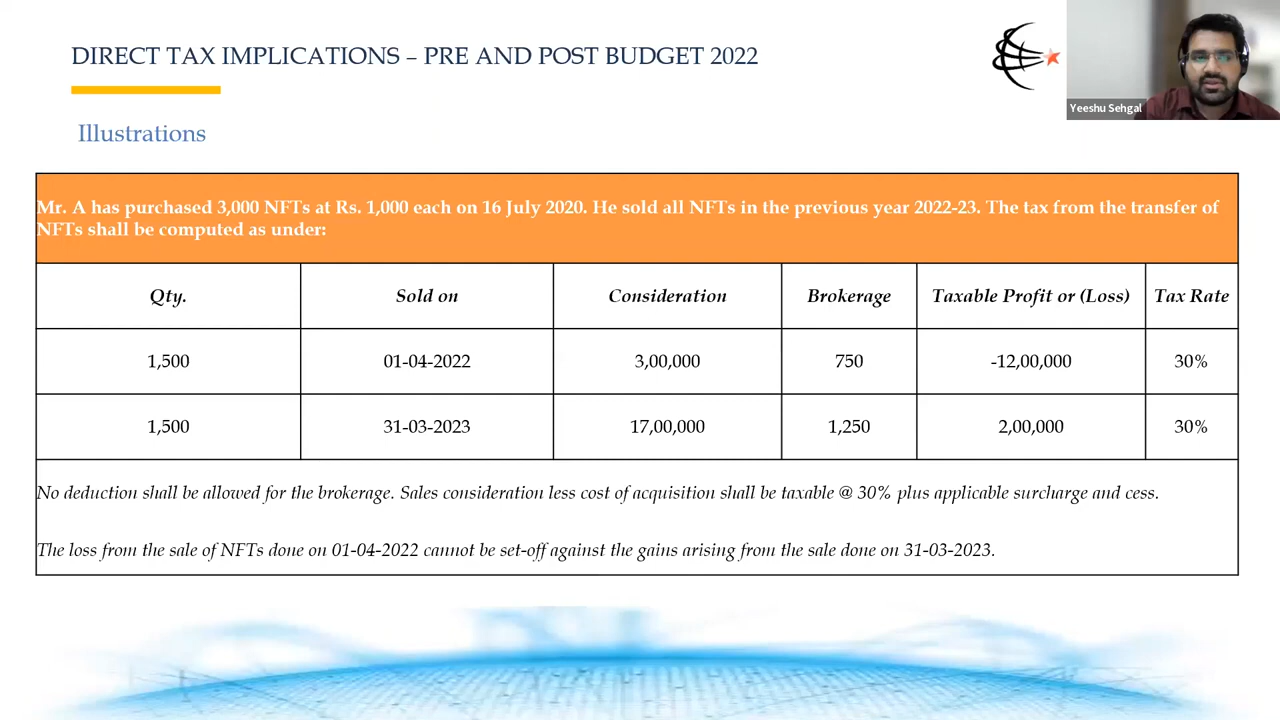 DIRECT TAX IMPLICATIONS – PRE AND POST BUDGET 2022
Yeeshu Sehgal
Illustrations
Mr. A has purchased 3,000 NFTs at Rs. 1,000 each on 16 July 2020. He sold all NFTs in the previous year 2022-23. The tax from the transfer of
NFTs shall be computed as under:
Qty. Sold on Consideration Brokerage Taxable Profit or (Loss) Tax Rate
1,500 01-04-2022 3,00,000 750 -12,00,000 30%
1,500 31-03-2023 17,00,000 1,250 2,00,000 30%
No deduction shall be allowed for the brokerage. Sales consideration less cost of acquisition shall be taxable @ 30% plus applicable surcharge and cess.
The loss from the sale of NFTs done on 01-04-2022 cannot be set-off against the gains arising from the sale done on 31-03-2023.